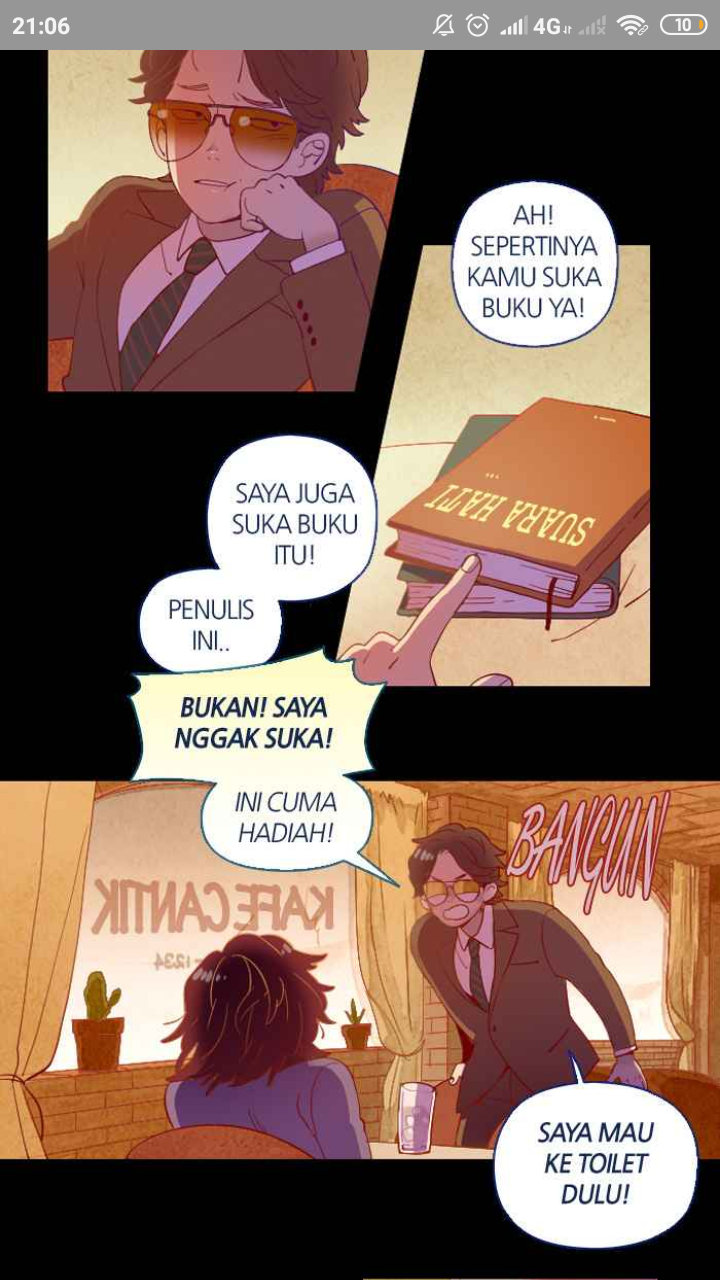 21:06
4G
10
AH!
SEPERTINYA
KAMU SUKA
BUKU YA!
SUARA HATI
...
SAYA JUGA
SUKA BUKU
ITU!
PENULIS
INI..
BUKAN! SAYA
NGGAK SUKA!
INI CUMA
HADIAH!
BANGUN
KAFE CANTIK
-1234
SAYA MAU
KE TOILET
DULU!